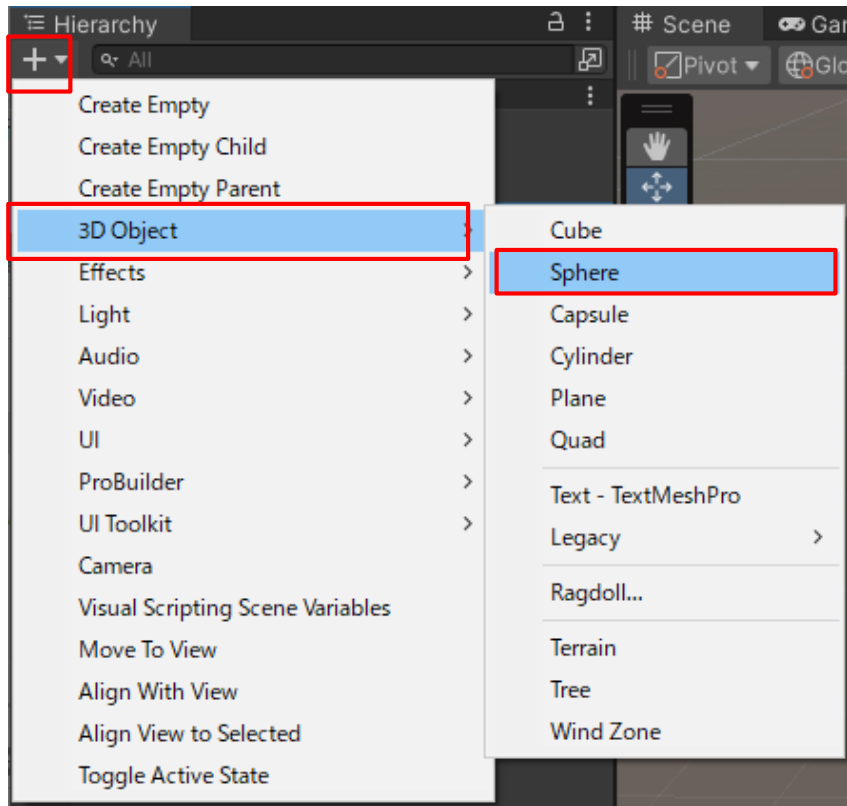 Hierarchy
# Scene
Gar
All
Pivot
Glo
Create Empty
Create Empty Child
Create Empty Parent
3D Object
Effects
Light
Audio
Video
UI
ProBuilder
UI Toolkit
Camera
Visual Scripting Scene Variables
Move To View
Align With View
Align View to Selected
Toggle Active State
Cube
Sphere
Capsule
Cylinder
Plane
Quad
Text - TextMeshPro
Legacy
Ragdoll...
Terrain
Tree
Wind Zone